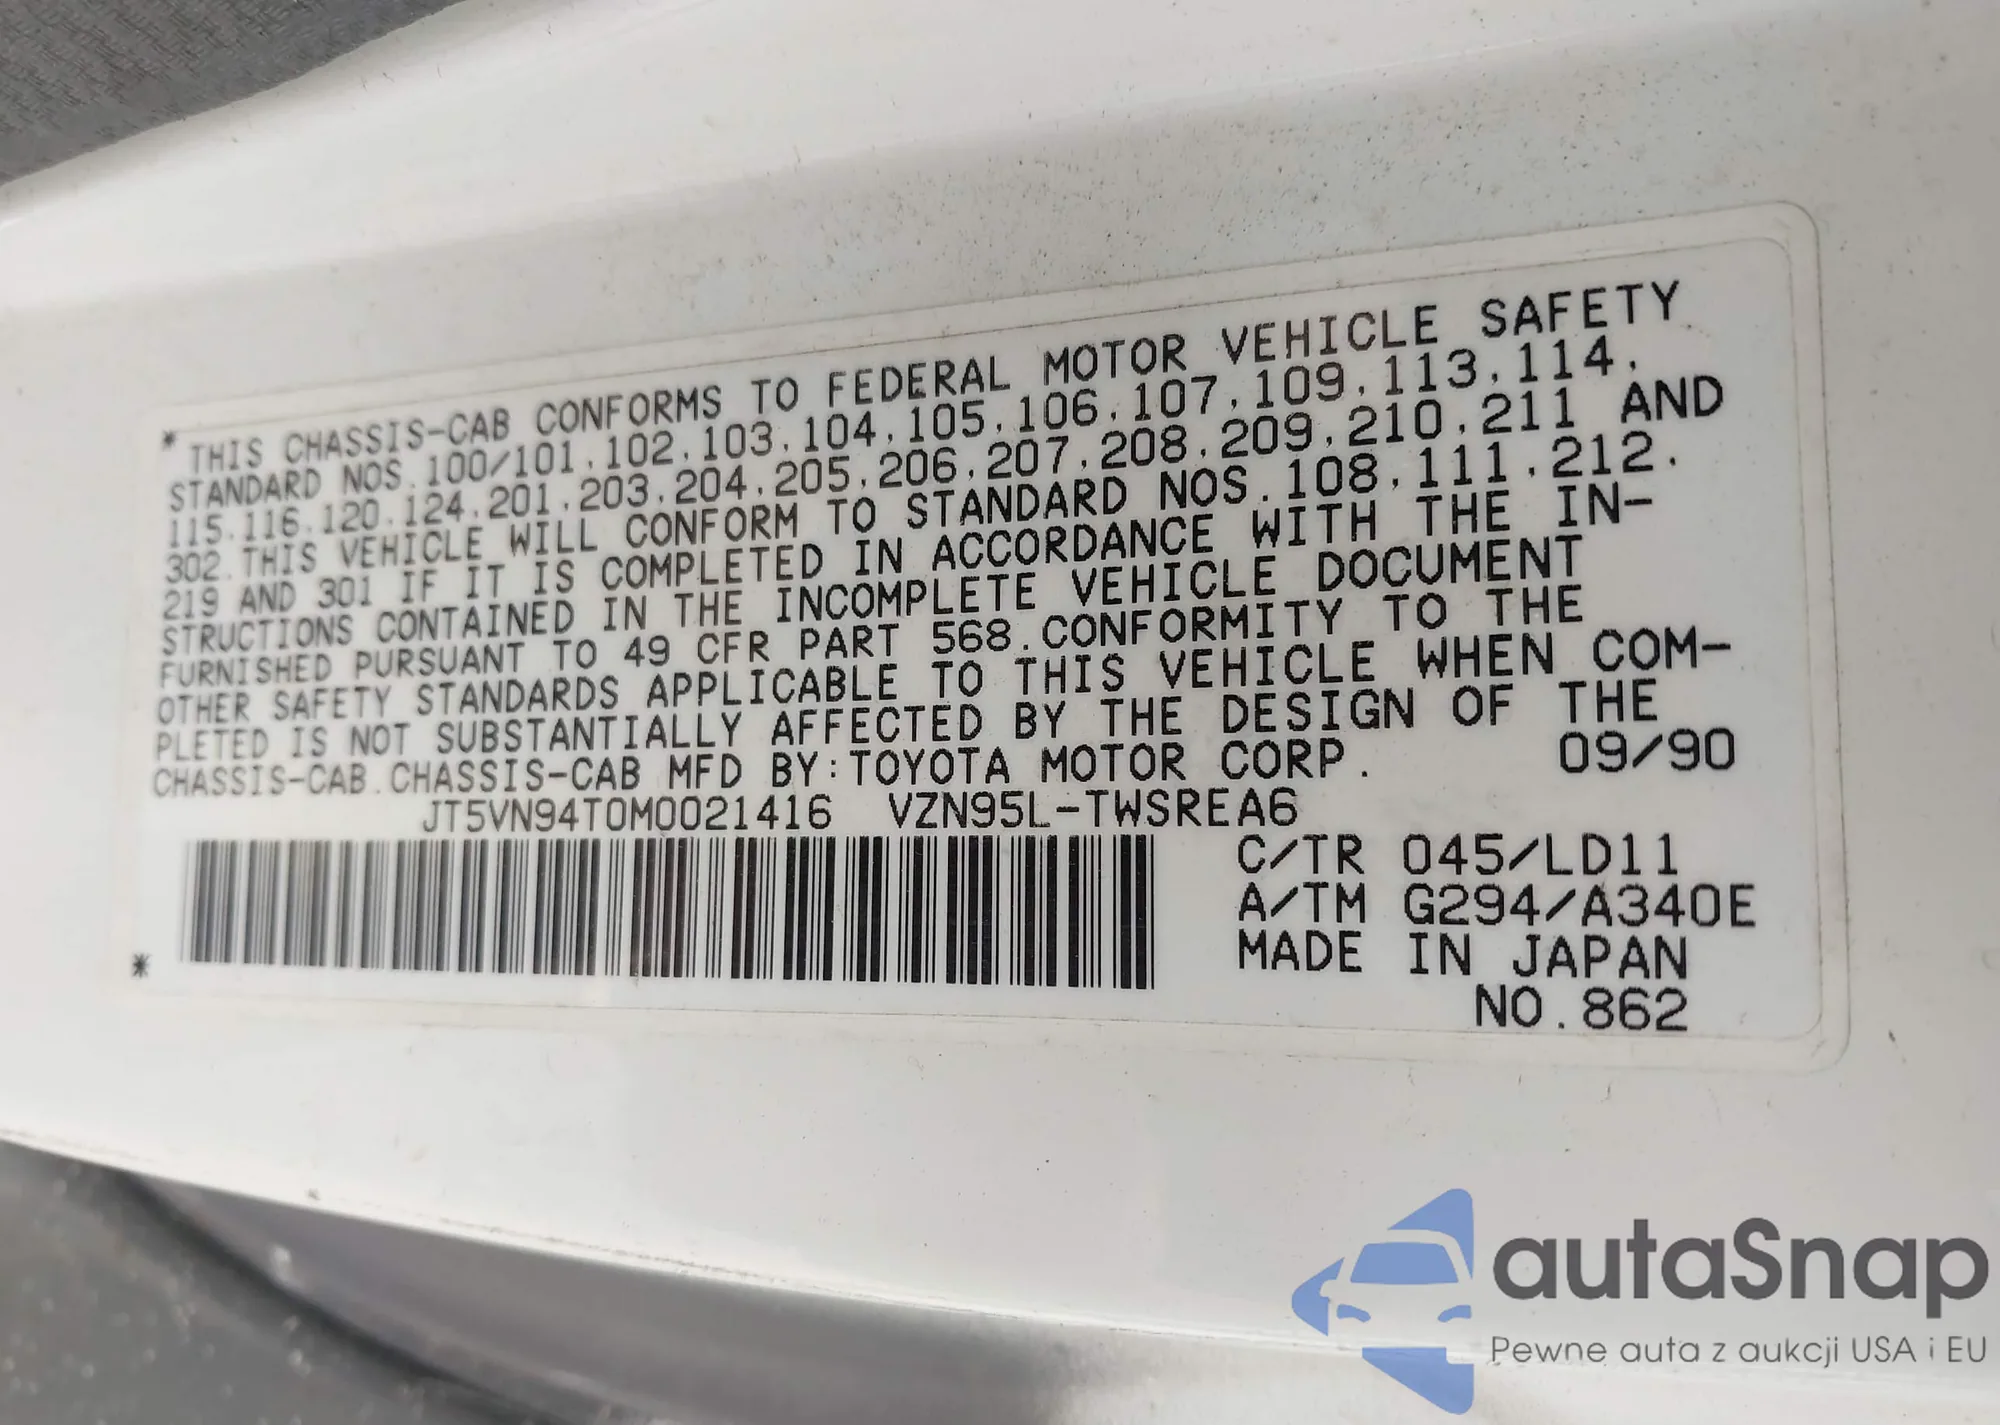 * THIS CHASSIS-CAB CONFORMS TO FEDERAL MOTOR VEHICLE SAFETY
STANDARD NOS.100/101.102.103.104.105.106.107.109.113.114.
115.116.120.124.201.203.204.205.206.207.208.209.210.211 AND
302.THIS VEHICLE WILL CONFORM TO STANDARD NOS.108.111.212.
219 AND 301 IF IT IS COMPLETED IN ACCORDANCE WITH THE IN-
STRUCTIONS CONTAINED IN THE INCOMPLETE VEHICLE DOCUMENT
FURNISHED PURSUANT TO 49 CFR PART 568.CONFORMITY TO THE
OTHER SAFETY STANDARDS APPLICABLE TO THIS VEHICLE WHEN COM-
PLETED IS NOT SUBSTANTIALLY AFFECTED BY THE DESIGN OF THE
CHASSIS-CAB.CHASSIS-CAB MFD BY:TOYOTA MOTOR CORP. 09/90
JT5VN94T0M0021416 VZN95L-TWSREA6
C/TR 045/LD11
A/TM G294/A340E
MADE IN JAPAN
* NO.862
autaSnap
Pewne auta z aukcji USA i EU